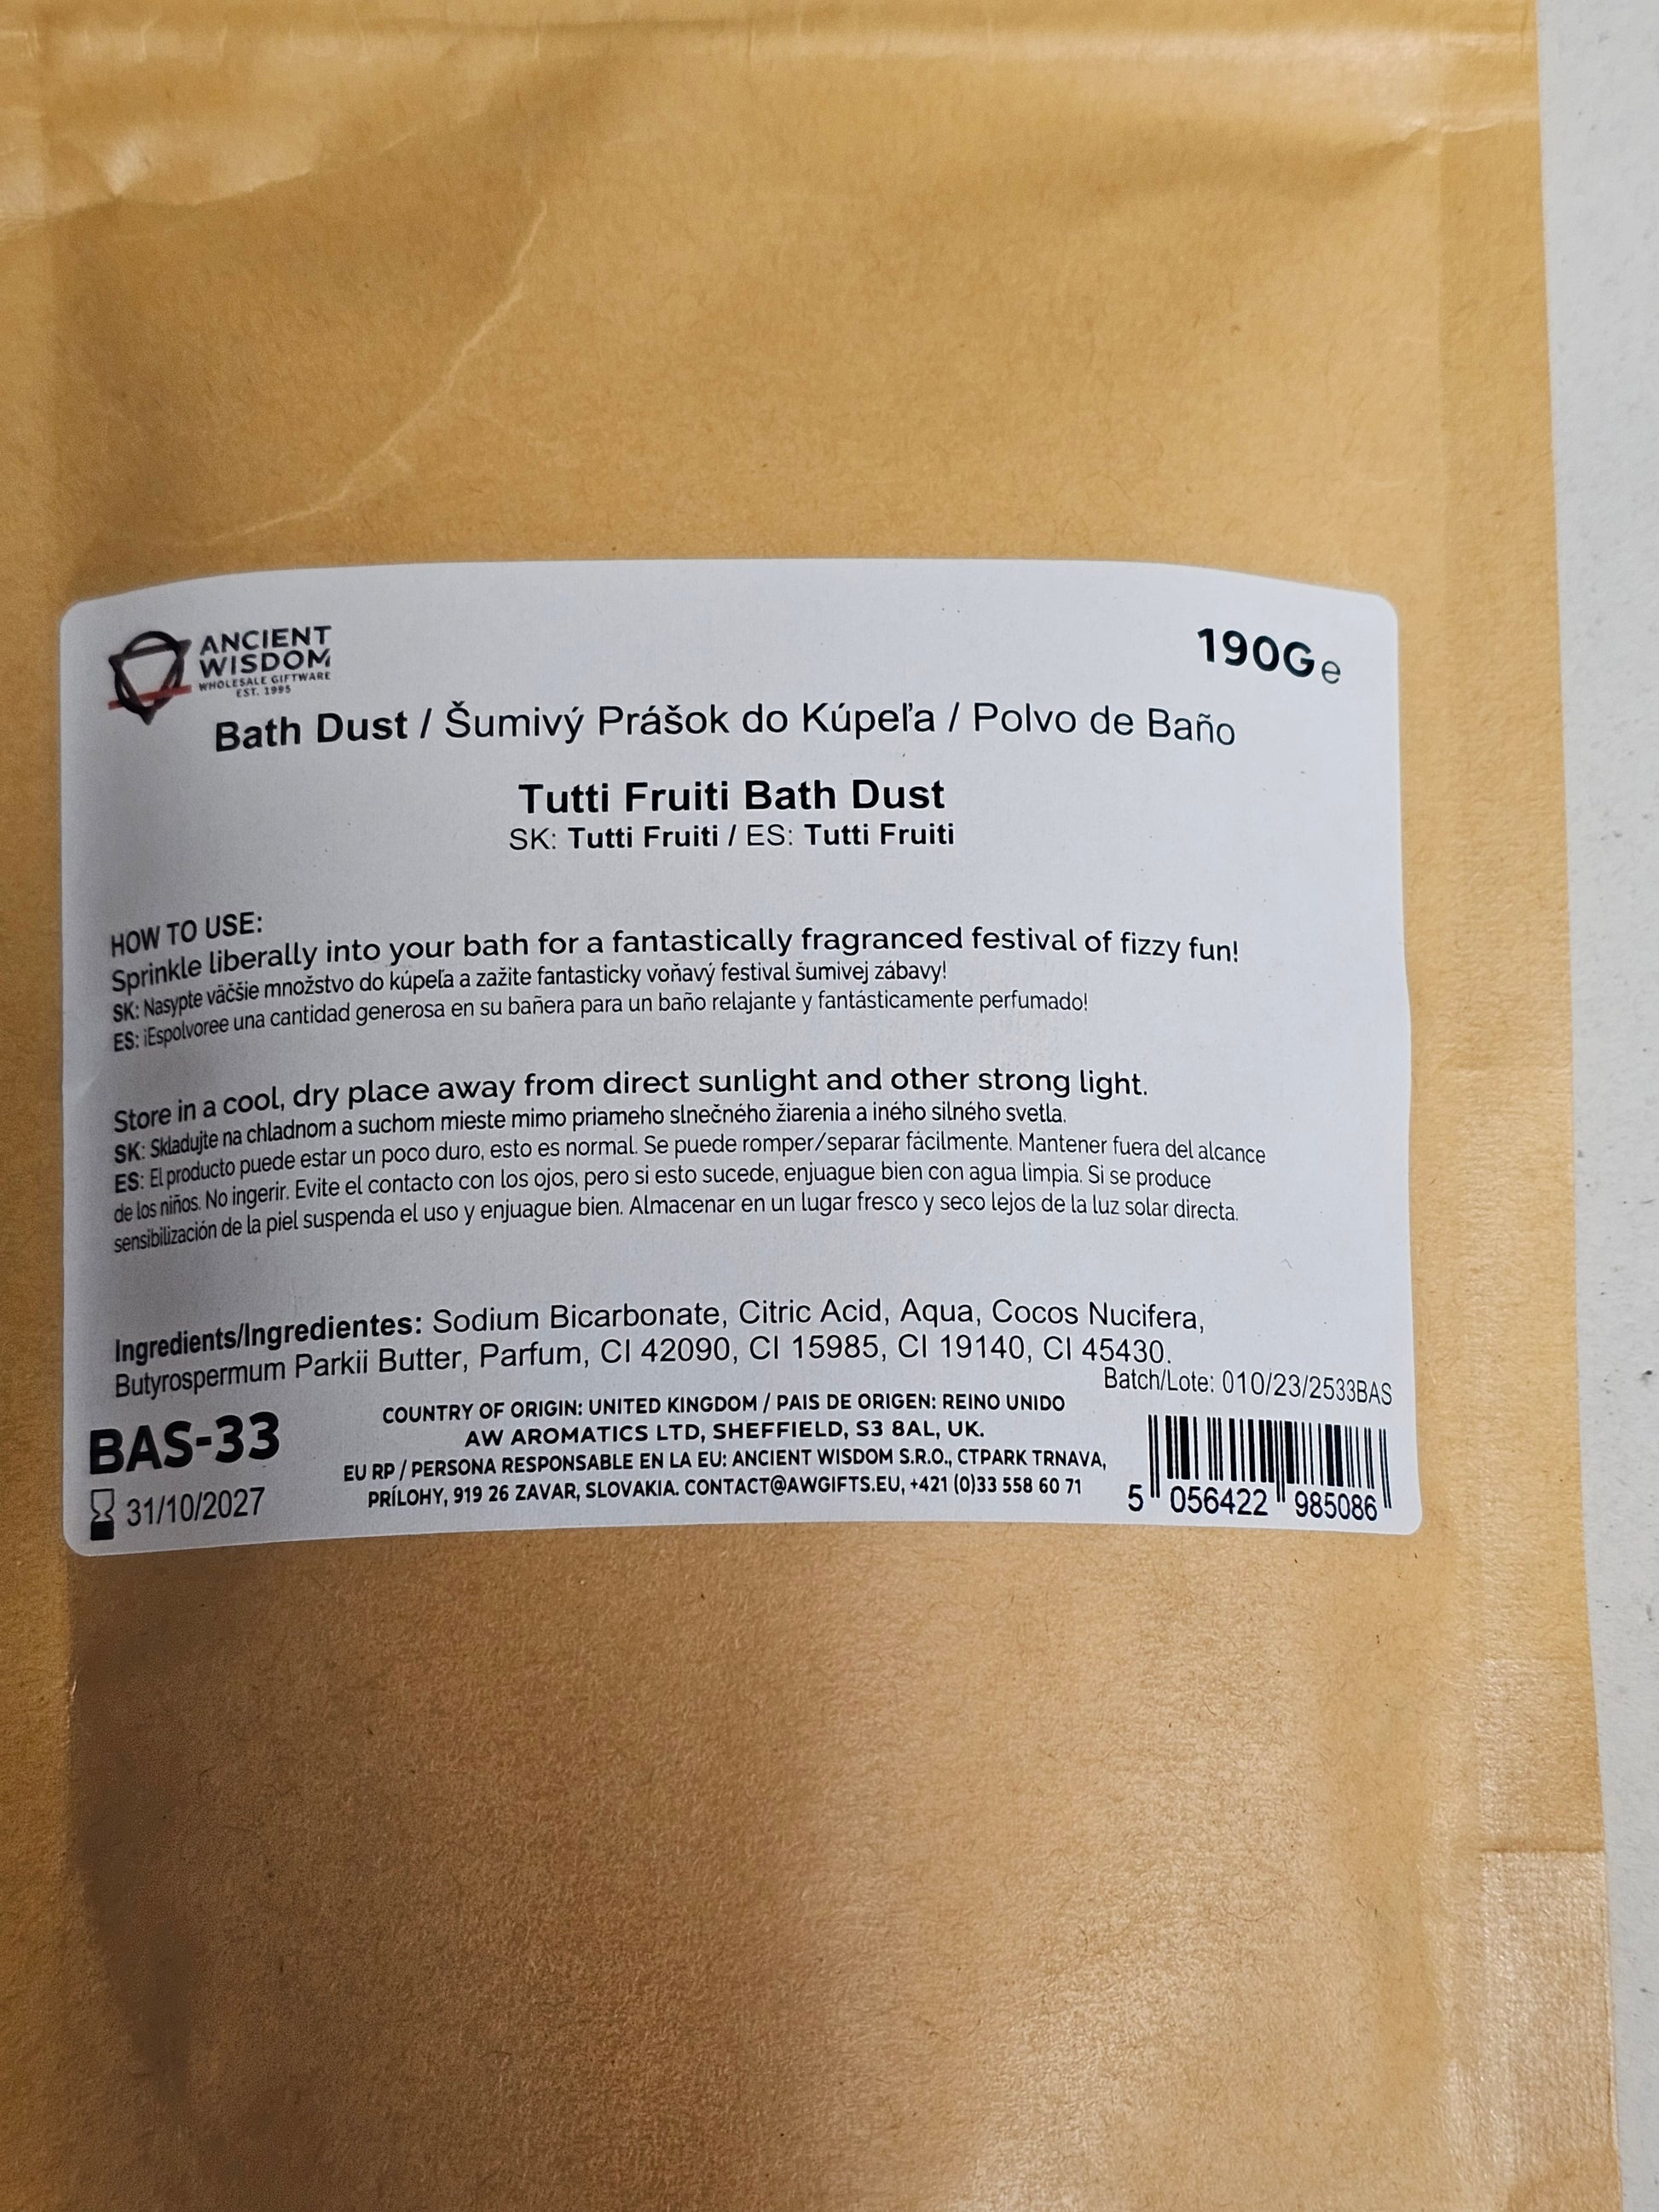 ANCIENT
WISDOM
WHOLESALE GIFTWARE
EST. 1995
190G e
Bath Dust / Šumivý Prášok do Kúpeľa / Polvo de Baño
Tutti Fruiti Bath Dust
SK: Tutti Fruiti / ES: Tutti Fruiti
HOW TO USE:
Sprinkle liberally into your bath for a fantastically fragranced festival of fizzy fun!
SK: Nasypte väčšie množstvo do kúpeľa a zažite fantasticky voňavý festival šumivej zábavy!
ES: ¡Espolvoree una cantidad generosa en su bañera para un baño relajante y fantásticamente perfumado!
Store in a cool, dry place away from direct sunlight and other strong light.
SK: Skladujte na chladnom a suchom mieste mimo priameho slnečného žiarenia a iného silného svetla.
ES: El producto puede estar un poco duro, esto es normal. Se puede romper/separar fácilmente. Mantener fuera del alcance
de los niños. No ingerir. Evite el contacto con los ojos, pero si esto sucede, enjuague bien con agua limpia. Si se produce
sensibilización de la piel suspenda el uso y enjuague bien. Almacenar en un lugar fresco y seco lejos de la luz solar directa.
Ingredients/Ingredientes: Sodium Bicarbonate, Citric Acid, Aqua, Cocos Nucifera,
Butyrospermum Parkii Butter, Parfum, CI 42090, CI 15985, CI 19140, CI 45430.
Batch/Lote: 010/23/2533BAS
COUNTRY OF ORIGIN: UNITED KINGDOM / PAIS DE ORIGEN: REINO UNIDO
AW AROMATICS LTD, SHEFFIELD, S3 8AL, UK.
EU RP / PERSONA RESPONSABLE EN LA EU: ANCIENT WISDOM S.R.O., CTPARK TRNAVA,
PRÍLOHY, 919 26 ZAVAR, SLOVAKIA. CONTACT@AWGIFTS.EU, +421 (0)33 558 60 71
BAS-33
31/10/2027
5 056422 985086